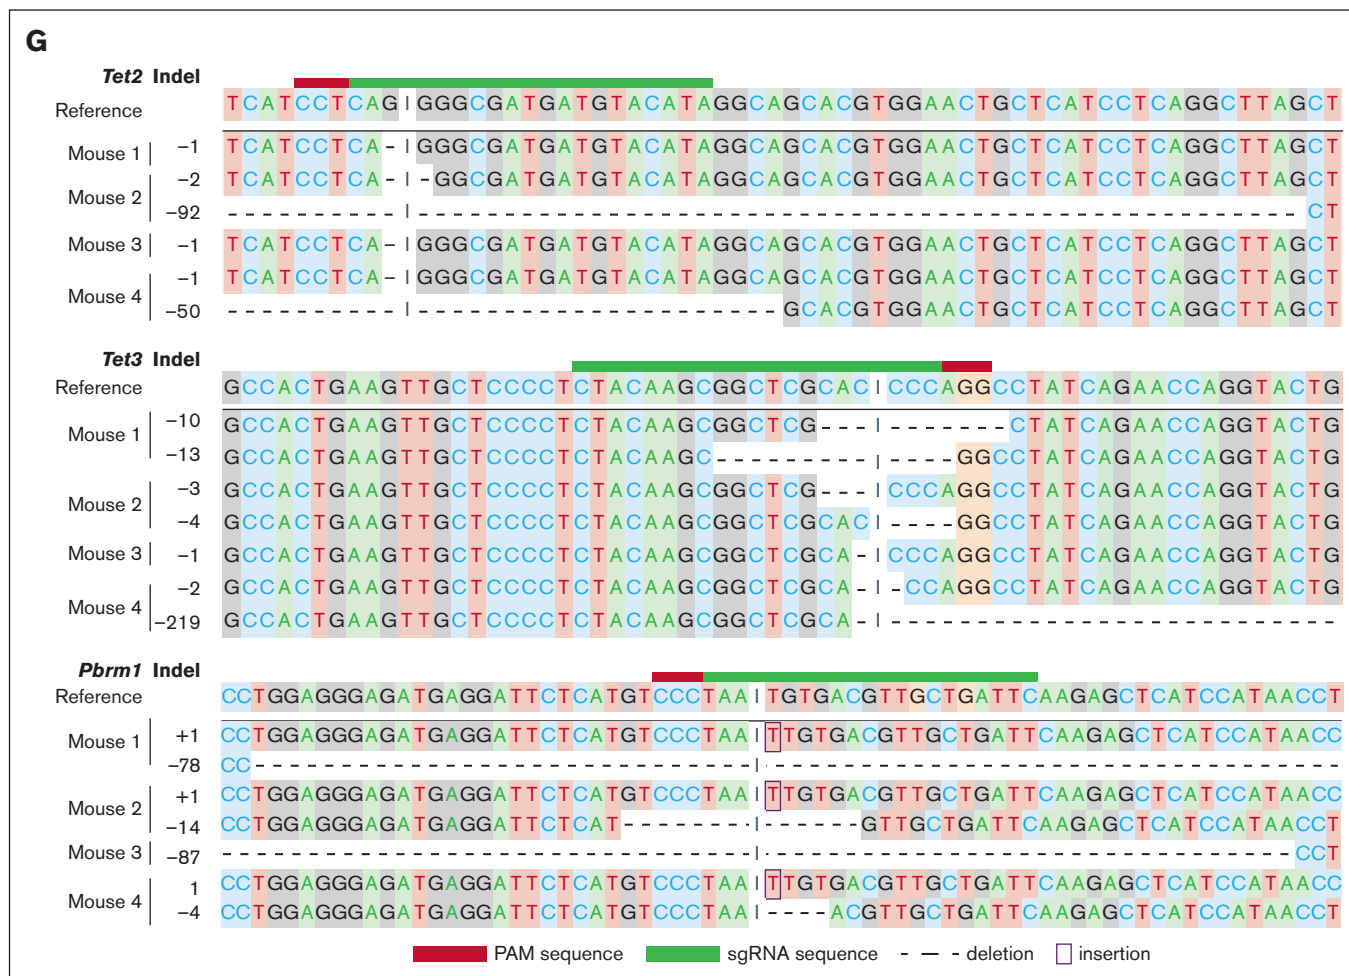 G
Tet2 Indel
Reference TCATCCTCAG|GGGCGATGATGTACATAGGCAGCACGTGGAACTGCTCATCCTCAGGCTTAGCT
Mouse 1 −1 TCATCCTCA-|GGGCGATGATGTACATAGGCAGCACGTGGAACTGCTCATCCTCAGGCTTAGCT
Mouse 2 −2 TCATCCTCA-|-GGCGATGATGTACATAGGCAGCACGTGGAACTGCTCATCCTCAGGCTTAGCT
−92 ----------|----------------------------------------------------CT
Mouse 3 −1 TCATCCTCA-|GGGCGATGATGTACATAGGCAGCACGTGGAACTGCTCATCCTCAGGCTTAGCT
Mouse 4 −1 TCATCCTCA-|GGGCGATGATGTACATAGGCAGCACGTGGAACTGCTCATCCTCAGGCTTAGCT
−50 ----------|---------------------GCACGTGGAACTGCTCATCCTCAGGCTTAGCT
Tet3 Indel
Reference GCCACTGAAGTTGCTCCCCTCTACAAGCGGCTCGCAC|CCCAGGCCTATCAGAACCAGGTACTG
Mouse 1 −10 GCCACTGAAGTTGCTCCCCTCTACAAGCGGCTCG---|-------CTATCAGAACCAGGTACTG
−13 GCCACTGAAGTTGCTCCCCTCTACAAGC---------|----GGCCTATCAGAACCAGGTACTG
Mouse 2 −3 GCCACTGAAGTTGCTCCCCTCTACAAGCGGCTCG---|CCCAGGCCTATCAGAACCAGGTACTG
−4 GCCACTGAAGTTGCTCCCCTCTACAAGCGGCTCGCAC|----GGCCTATCAGAACCAGGTACTG
Mouse 3 −1 GCCACTGAAGTTGCTCCCCTCTACAAGCGGCTCGCA-|CCCAGGCCTATCAGAACCAGGTACTG
Mouse 4 −2 GCCACTGAAGTTGCTCCCCTCTACAAGCGGCTCGCA-|-CCAGGCCTATCAGAACCAGGTACTG
−219 GCCACTGAAGTTGCTCCCCTCTACAAGCGGCTCGCA-|--------------------------
Pbrm1 Indel
Reference CCTGGAGGGAGATGAGGATTCTCATGTCCCTAA|TGTGACGTTGCTGATTCAAGAGCTCATCCATAACCT
Mouse 1 +1 CCTGGAGGGAGATGAGGATTCTCATGTCCCTAA|TTGTGACGTTGCTGATTCAAGAGCTCATCCATAACC
−78 CC-------------------------------|-----------------------------------
Mouse 2 +1 CCTGGAGGGAGATGAGGATTCTCATGTCCCTAA|TTGTGACGTTGCTGATTCAAGAGCTCATCCATAACC
−14 CCTGGAGGGAGATGAGGATTCTCAT--------|------GTTGCTGATTCAAGAGCTCATCCATAACCT
Mouse 3 −87 ---------------------------------|---------------------------------CCT
Mouse 4 1 CCTGGAGGGAGATGAGGATTCTCATGTCCCTAA|TTGTGACGTTGCTGATTCAAGAGCTCATCCATAACC
−4 CCTGGAGGGAGATGAGGATTCTCATGTCCCTAA|----ACGTTGCTGATTCAAGAGCTCATCCATAACCT
PAM sequence sgRNA sequence - — - deletion insertion